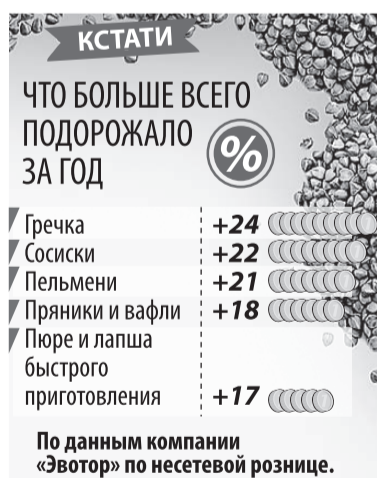 КСТАТИ
ЧТО БОЛЬШЕ ВСЕГО
ПОДОРОЖАЛО
ЗА ГОД
%
Гречка +24
Сосиски +22
Пельмени +21
Пряники и вафли +18
Пюре и лапша
быстрого
приготовления +17
По данным компании
«Эвотор» по несетевой рознице.